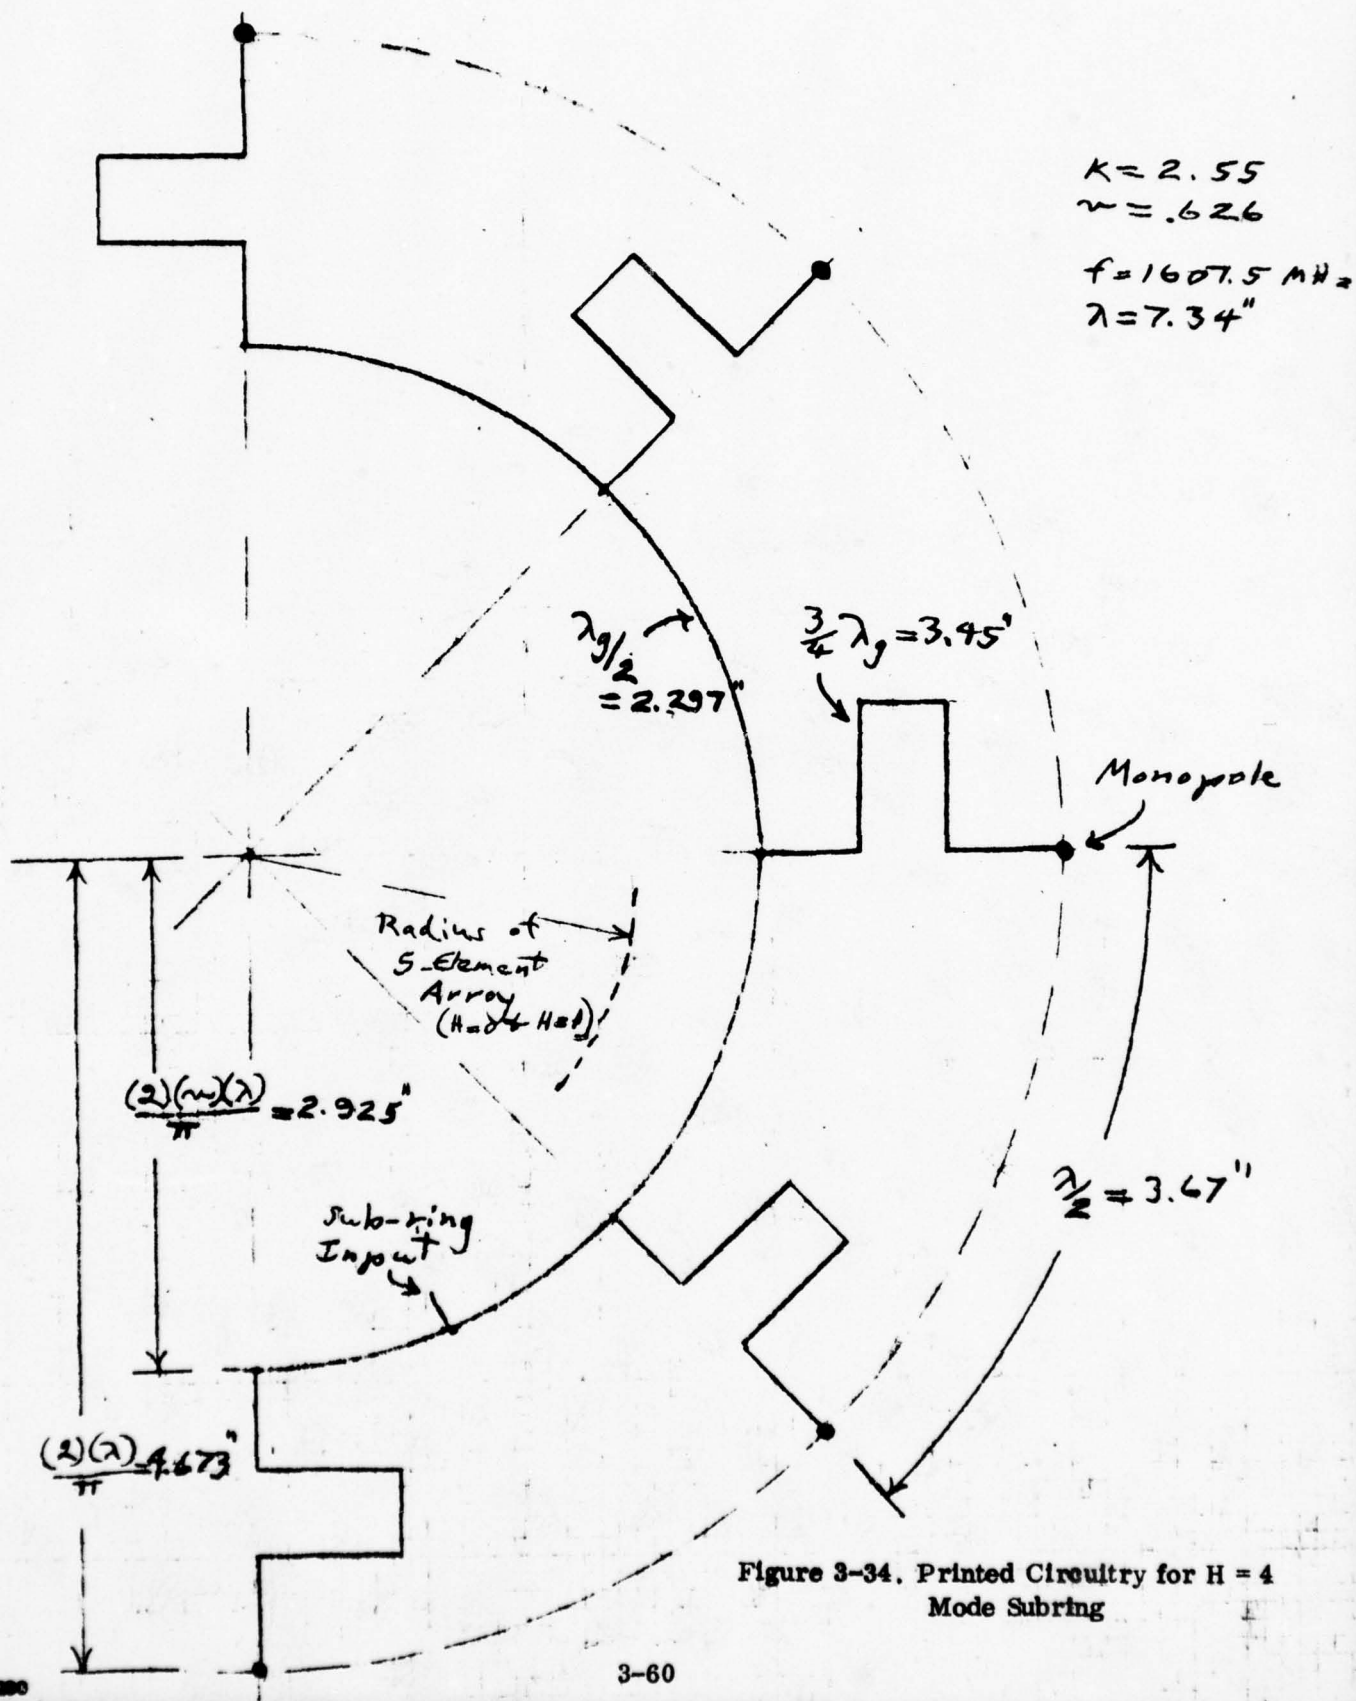 K = 2.55
n = .626
f = 1607.5 MHz
λ = 7.34"
λg/2
= 2.297"
3/4 λg = 3.45"
Monopole
Radius of
5-Element
Array
(2)(n)(λ)/π = 2.925"
λ/2 = 3.67"
Sub-ring
Input
(2)(λ)/π = 4.673"
Figure 3-34. Printed Circuitry for H = 4
Mode Subring
3-60